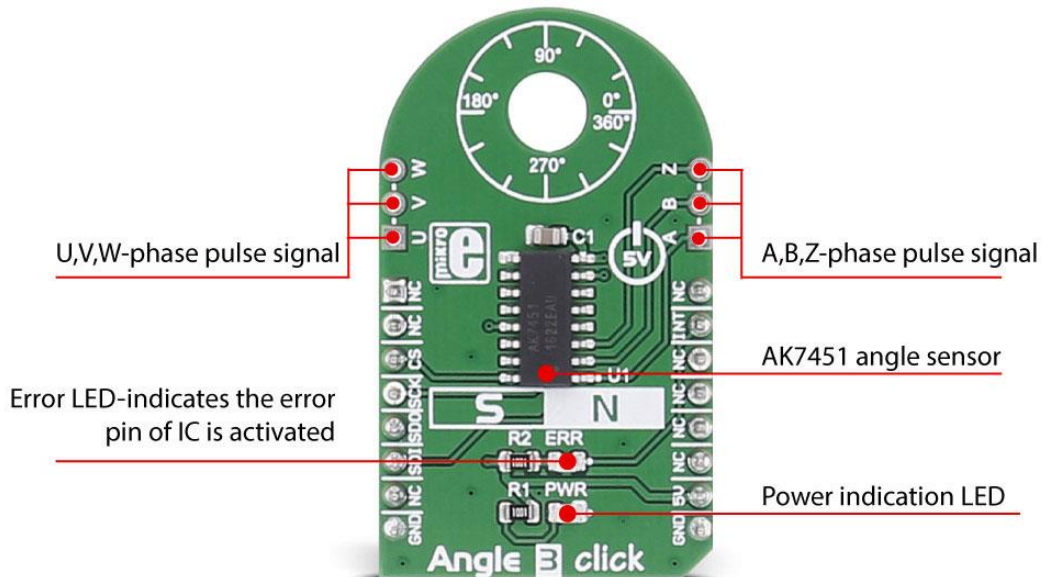 90°
180°
0°
360°
270°
W
V
U
Z
B
A
U,V,W-phase pulse signal
A,B,Z-phase pulse signal
mikro
e
C1
5V
NC
NC
CS
SCK
SDO
SDI
NC
GND
NC
INT
NC
NC
NC
NC
5V
GND
AK7451
1622EAU
U1
AK7451 angle sensor
S N
Error LED-indicates the error
pin of IC is activated
R2 ERR
1001
R1 PWR
1001
Power indication LED
Angle 3 click